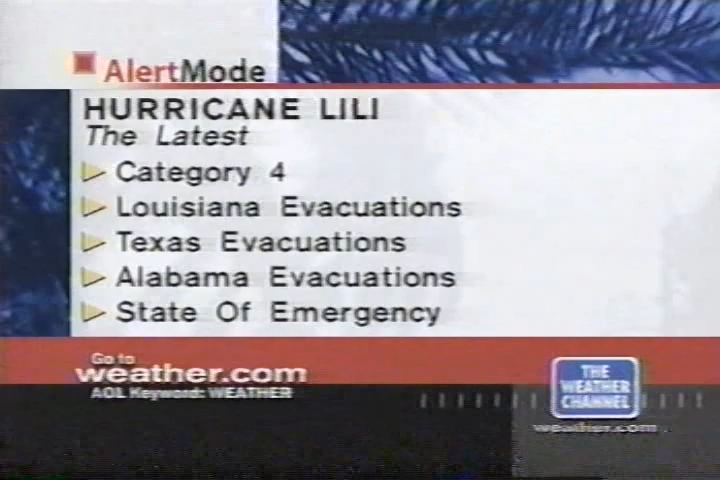 AlertMode
HURRICANE LILI
The Latest
Category 4
Louisiana Evacuations
Texas Evacuations
Alabama Evacuations
State Of Emergency
Go to
weather.com
AOL Keyword: WEATHER
THE
WEATHER
CHANNEL
weather.com